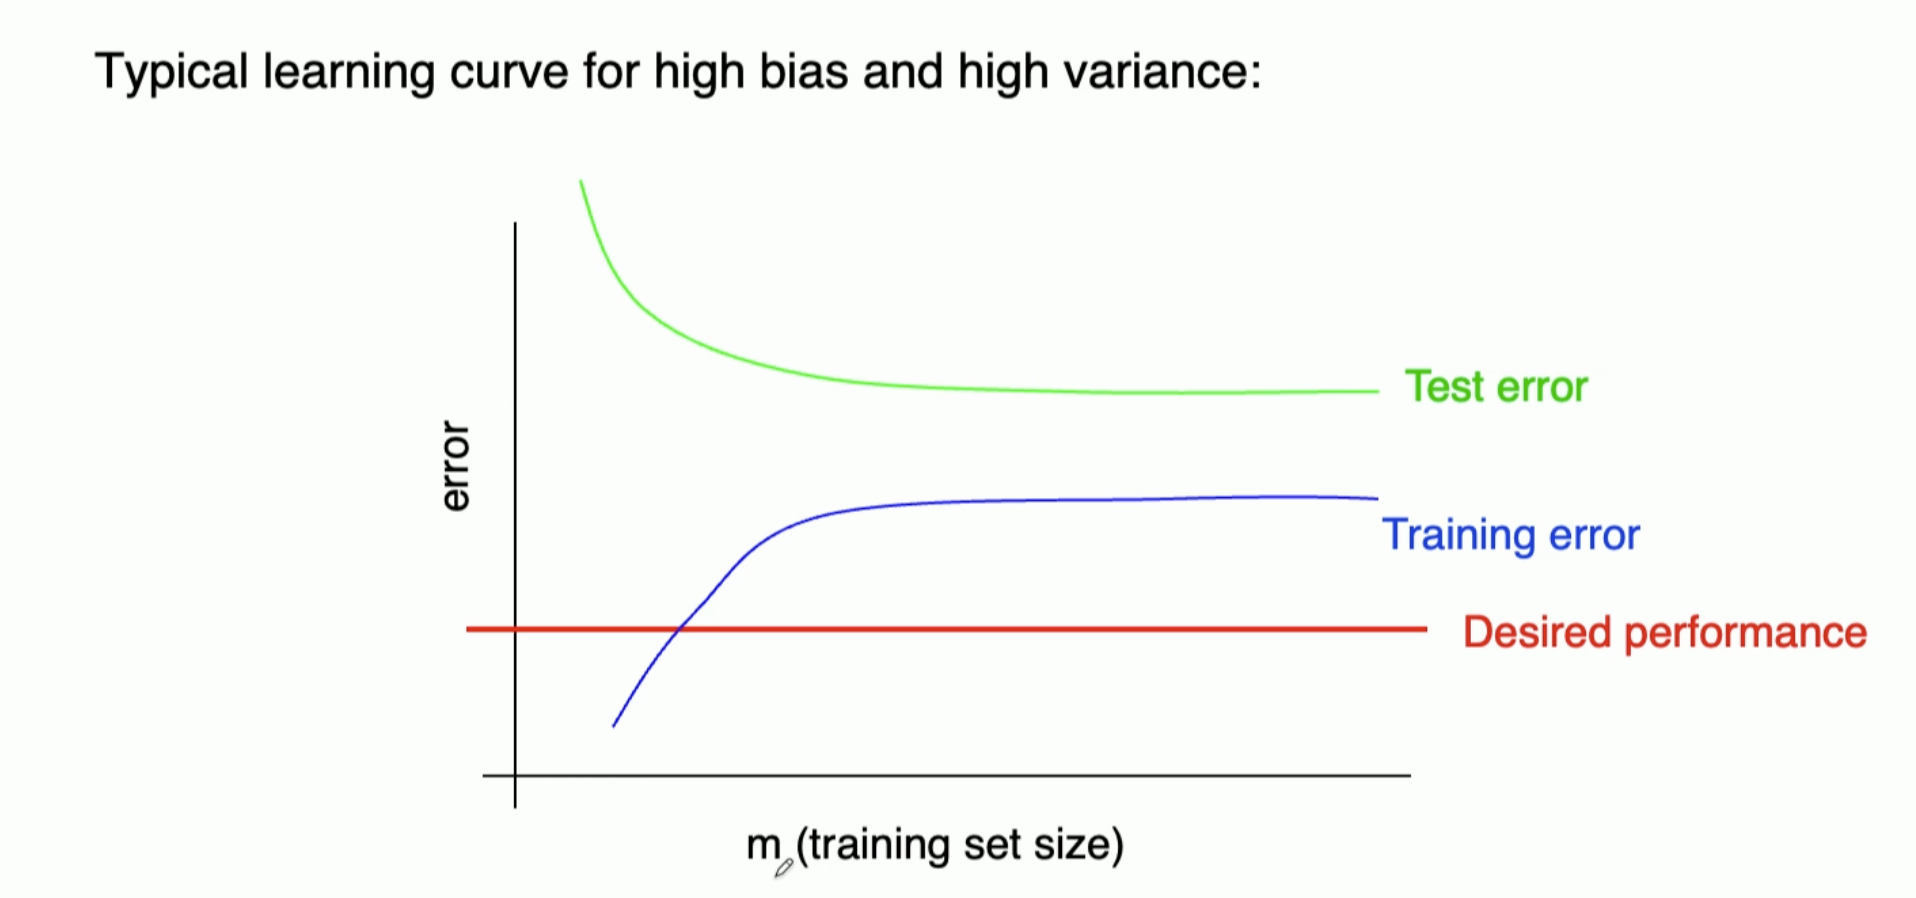 Typical learning curve for high bias and high variance:
error
Test error
Training error
Desired performance
m (training set size)